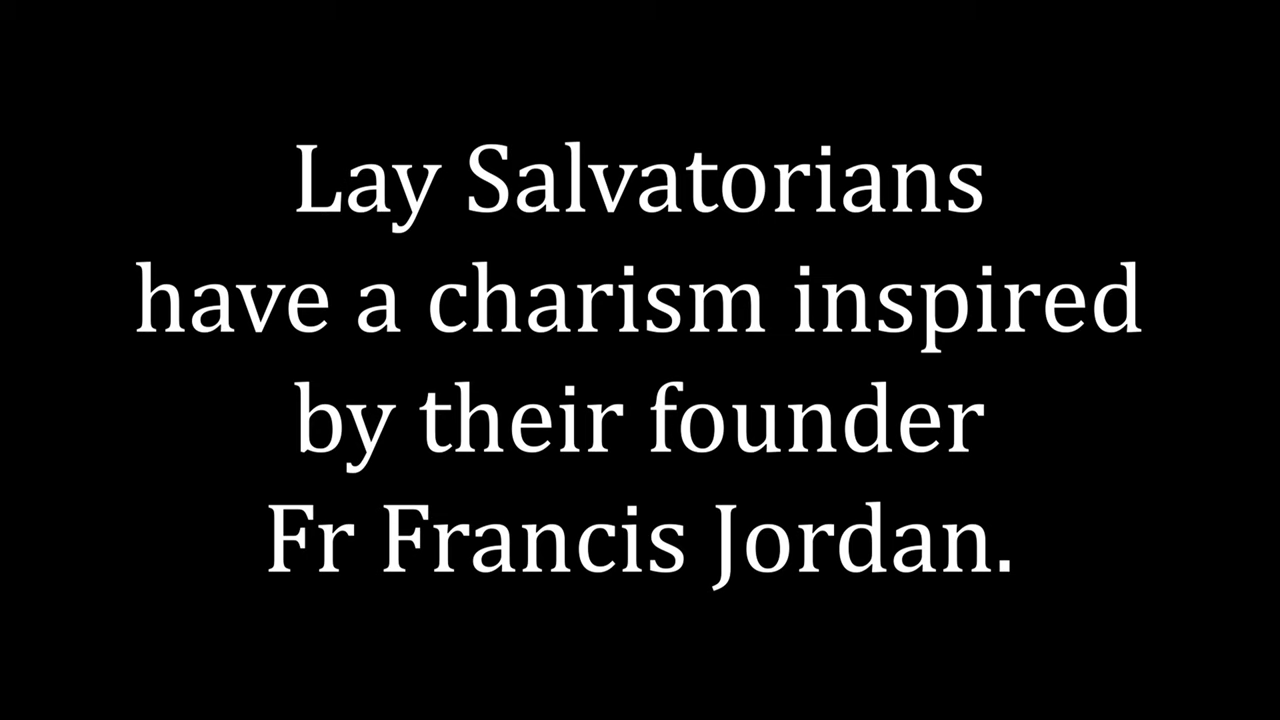 Lay Salvatorians
have a charism inspired
by their founder
Fr Francis Jordan.